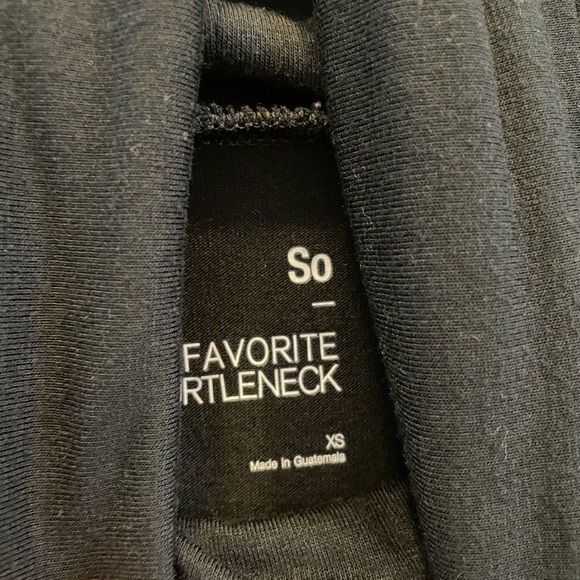 So
FAVORITE
RTLENECK
XS
Made in Guatemala